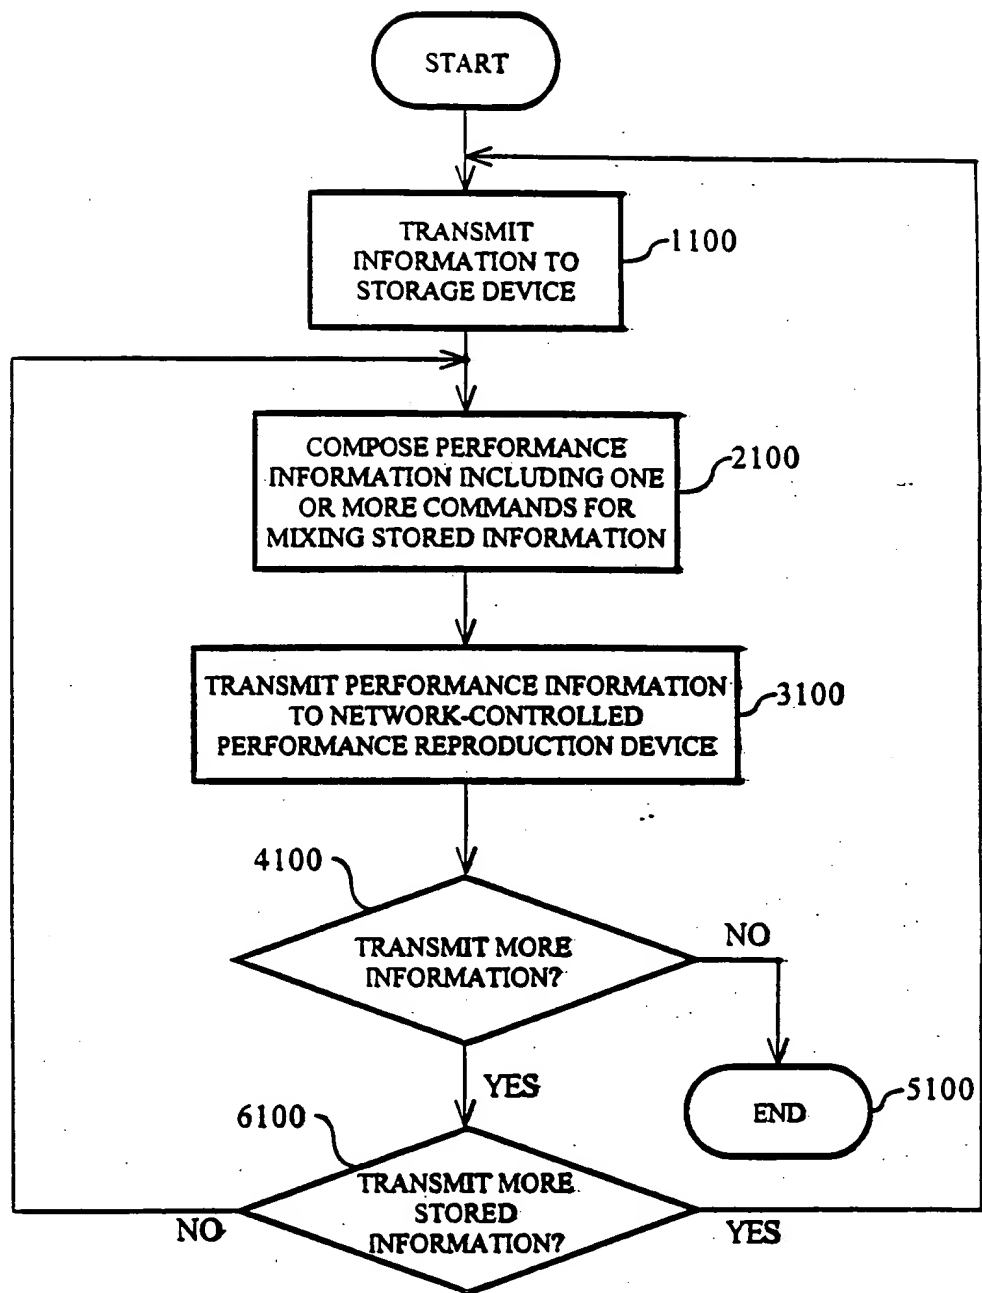 START
TRANSMIT
INFORMATION TO
STORAGE DEVICE
1100
COMPOSE PERFORMANCE
INFORMATION INCLUDING ONE
OR MORE COMMANDS FOR
MIXING STORED INFORMATION
2100
TRANSMIT PERFORMANCE INFORMATION
TO NETWORK-CONTROLLED
PERFORMANCE REPRODUCTION DEVICE
3100
4100
TRANSMIT MORE
INFORMATION?
NO
YES
END
5100
6100
TRANSMIT MORE
STORED
INFORMATION?
NO
YES